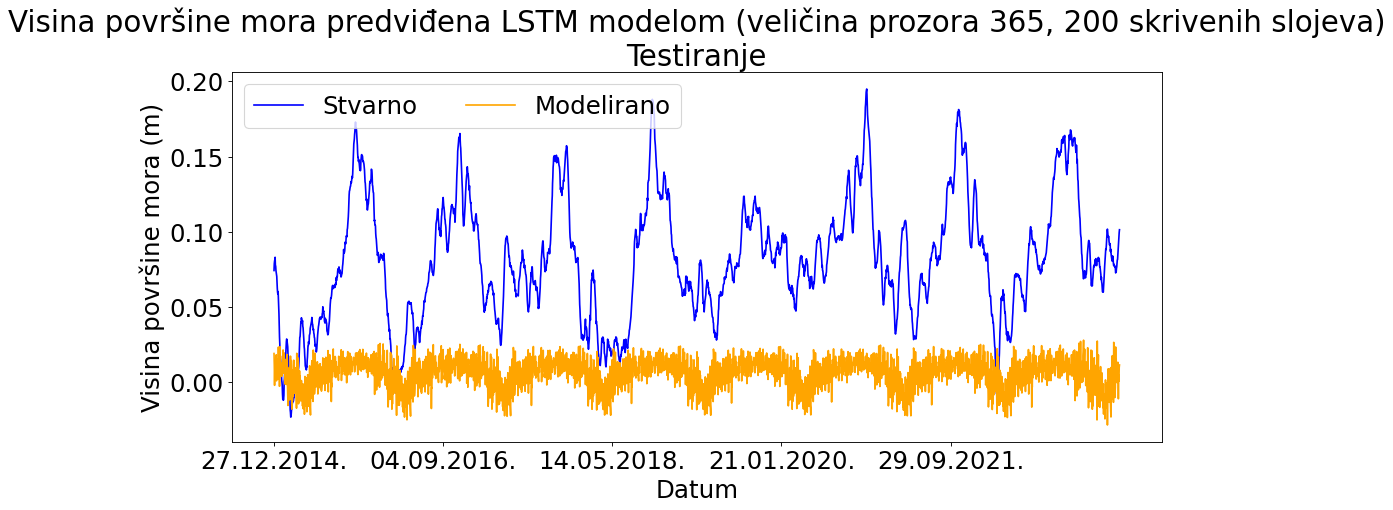 Visina površine mora predviđena LSTM modelom (veličina prozora 365, 200 skrivenih slojeva)
Testiranje
Stvarno
Modelirano
Visina površine mora (m)
0.20
0.15
0.10
0.05
0.00
27.12.2014.
04.09.2016.
14.05.2018.
21.01.2020.
29.09.2021.
Datum